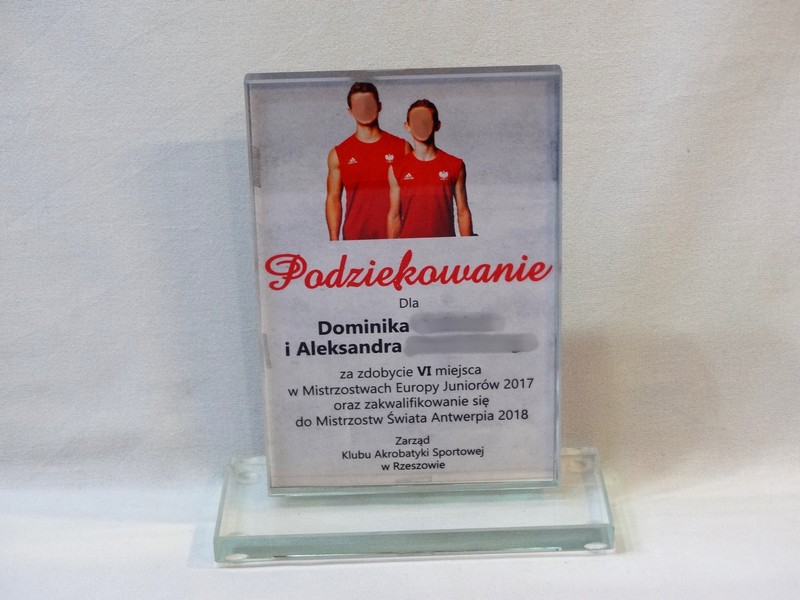 Podziekowanie
Dla
Dominika
i Aleksandra
za zdobycie VI miejsca
w Mistrzostwach Europy Juniorów 2017
oraz zakwalifikowanie się
do Mistrzostw Świata Antwerpia 2018
Zarząd
Klubu Akrobatyki Sportowej
w Rzeszowie